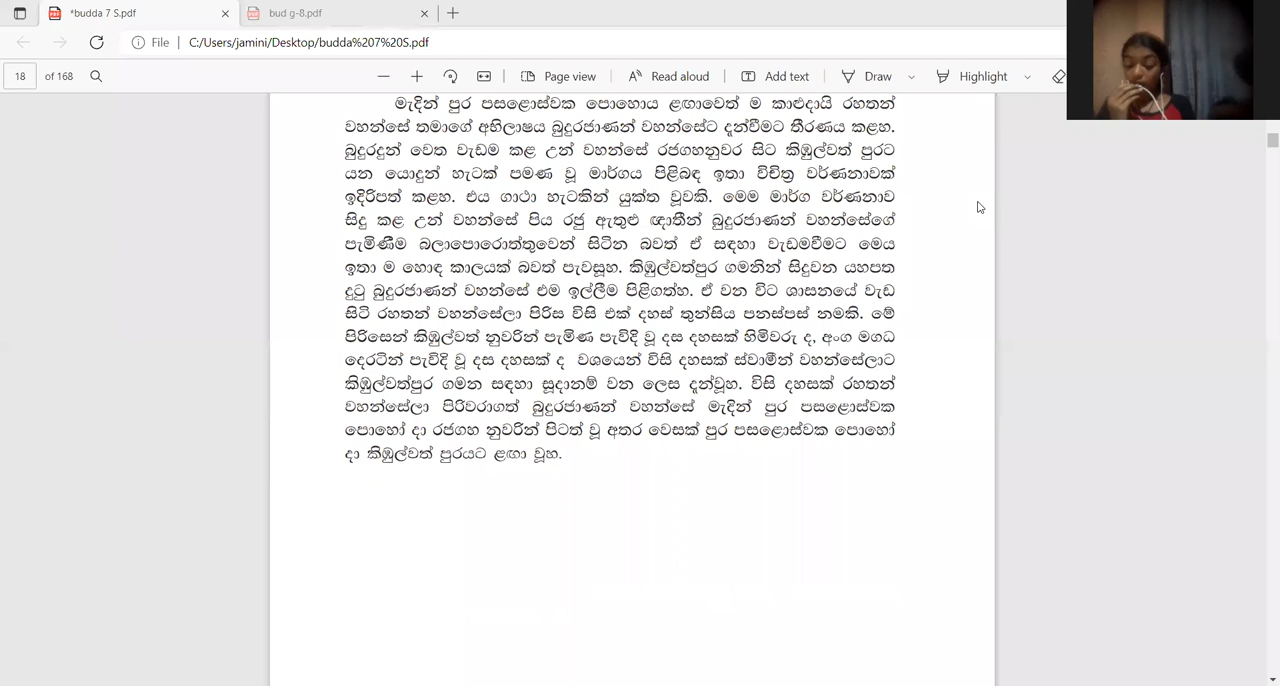 *budda 7 S.pdf
bud g-8.pdf
File C:/Users/jamini/Desktop/budda%207%20S.pdf
18 of 168 Page view Read aloud Add text Draw Highlight
මැදින් පුර පසළොස්වක පොහොය ළඟාවෙත් ම කාළුදායි රහතන්
වහන්සේ තමාගේ අභිලාෂය බුදුරජාණන් වහන්සේට දැන්වීමට තීරණය කළහ.
බුදුරදුන් වෙත වැඩම කළ උන් වහන්සේ රජගහනුවර සිට කිඹුල්වත් පුරට
යන යොදුන් හැටක් පමණ වූ මාර්ගය පිළිබඳ ඉතා විචිත්‍ර වර්ණනාවක්
ඉදිරිපත් කළහ. එය ගාථා හැටකින් යුක්ත වූවකි. මෙම මාර්ග වර්ණනාව
සිදු කළ උන් වහන්සේ පිය රජු ඇතුළු ඥාතීන් බුදුරජාණන් වහන්සේගේ
පැමිණීම බලාපොරොත්තුවෙන් සිටින බවත් ඒ සඳහා වැඩමවීමට මෙය
ඉතා ම හොඳ කාලයක් බවත් පැවසූහ. කිඹුල්වත්පුර ගමනින් සිදුවන යහපත
දුටු බුදුරජාණන් වහන්සේ එම ඉල්ලීම පිළිගත්හ. ඒ වන විට ශාසනයේ වැඩ
සිටි රහතන් වහන්සේලා පිරිස විසි එක් දහස් තුන්සිය පනස්පස් නමකි. මේ
පිරිසෙන් කිඹුල්වත් නුවරින් පැමිණ පැවිදි වූ දස දහසක් හිමිවරු ද, අංග මගධ
දෙරටින් පැවිදි වූ දස දහසක් ද වශයෙන් විසි දහසක් ස්වාමීන් වහන්සේලාට
කිඹුල්වත්පුර ගමන සඳහා සූදානම් වන ලෙස දැන්වූහ. විසි දහසක් රහතන්
වහන්සේලා පිරිවරාගත් බුදුරජාණන් වහන්සේ මැදින් පුර පසළොස්වක
පොහෝ දා රජගහ නුවරින් පිටත් වූ අතර වෙසක් පුර පසළොස්වක පොහෝ
දා කිඹුල්වත් පුරයට ළඟා වූහ.